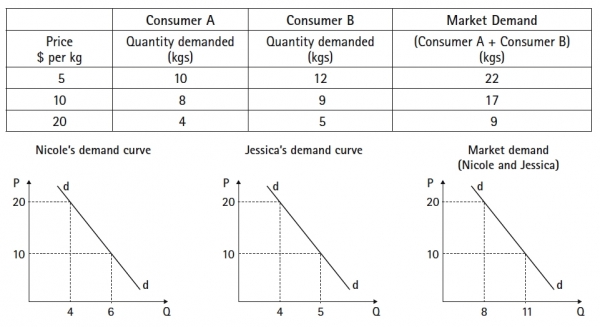 Consumer A Consumer B Market Demand
Price
$ per kg
Quantity demanded
(kgs)
Quantity demanded
(kgs)
(Consumer A + Consumer B)
(kgs)
5 10 12 22
10 8 9 17
20 4 5 9
Nicole's demand curve
P
d
20
10
d
4 6 Q
Jessica's demand curve
P
d
20
10
d
4 5 Q
Market demand
(Nicole and Jessica)
P
d
20
10
d
8 11 Q